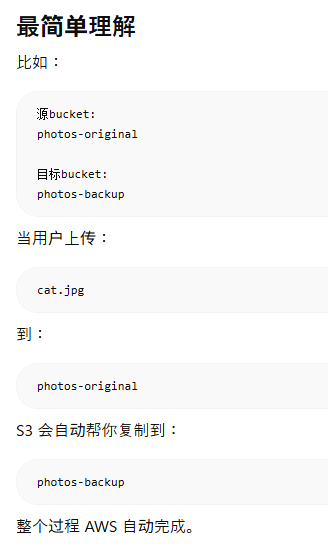 最简单理解
比如：
源bucket:
photos-original
目标bucket:
photos-backup
当用户上传：
cat.jpg
到：
photos-original
S3 会自动帮你复制到：
photos-backup
整个过程 AWS 自动完成。